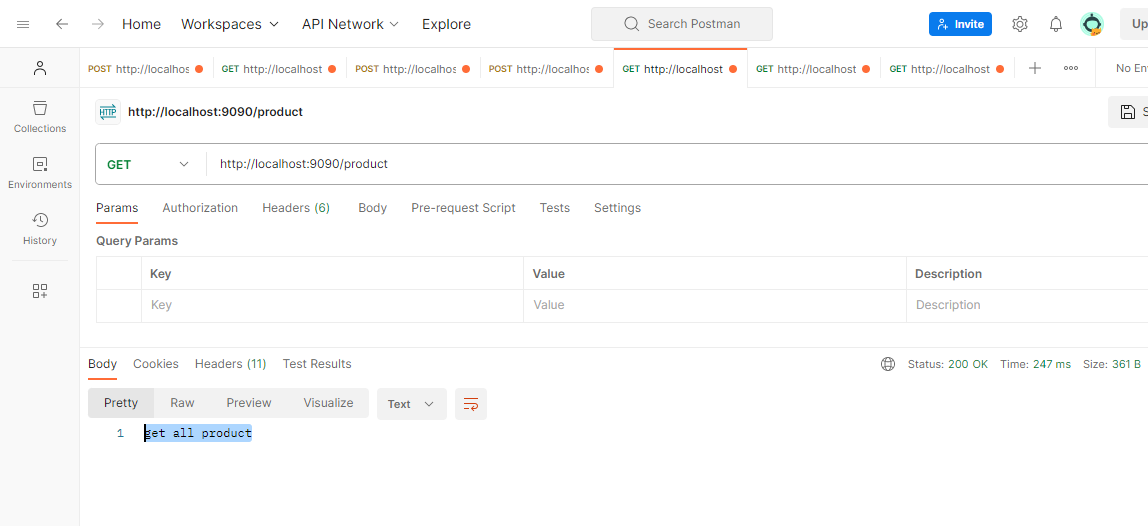 Home Workspaces API Network Explore Search Postman Invite Up
POST http://localhos GET http://localhost POST http://localhos POST http://localhos GET http://localhost GET http://localhost GET http://localhost No En
HTTP http://localhost:9090/product S
Collections
GET http://localhost:9090/product
Environments
Params Authorization Headers (6) Body Pre-request Script Tests Settings
History
Query Params
Key Value Description
Key Value Description
Body Cookies Headers (11) Test Results Status: 200 OK Time: 247 ms Size: 361 B
Pretty Raw Preview Visualize Text
1 get all product